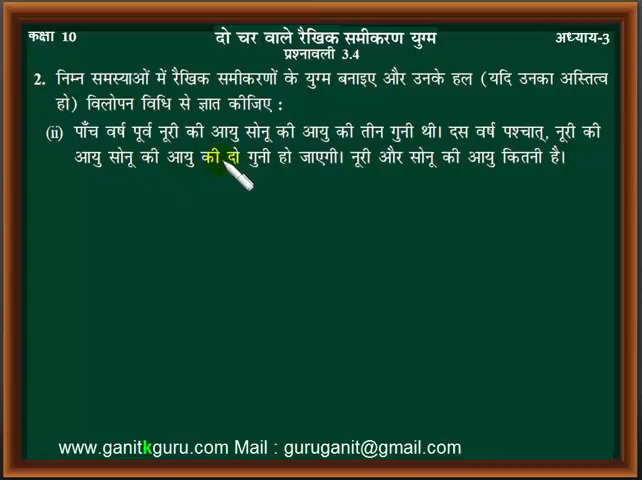 कक्षा 10 दो चर वाले रैखिक समीकरण युग्म अध्याय-3
प्रश्नावली 3.4
2. निम्न समस्याओं में रैखिक समीकरणों के युग्म बनाइए और उनके हल (यदि उनका अस्तित्व
हो) विलोपन विधि से ज्ञात कीजिए :
(ii) पाँच वर्ष पूर्व नूरी की आयु सोनू की आयु की तीन गुनी थी। दस वर्ष पश्चात्, नूरी की
आयु सोनू की आयु की दो गुनी हो जाएगी। नूरी और सोनू की आयु कितनी है।
www.ganitkguru.com Mail : guruganit@gmail.com